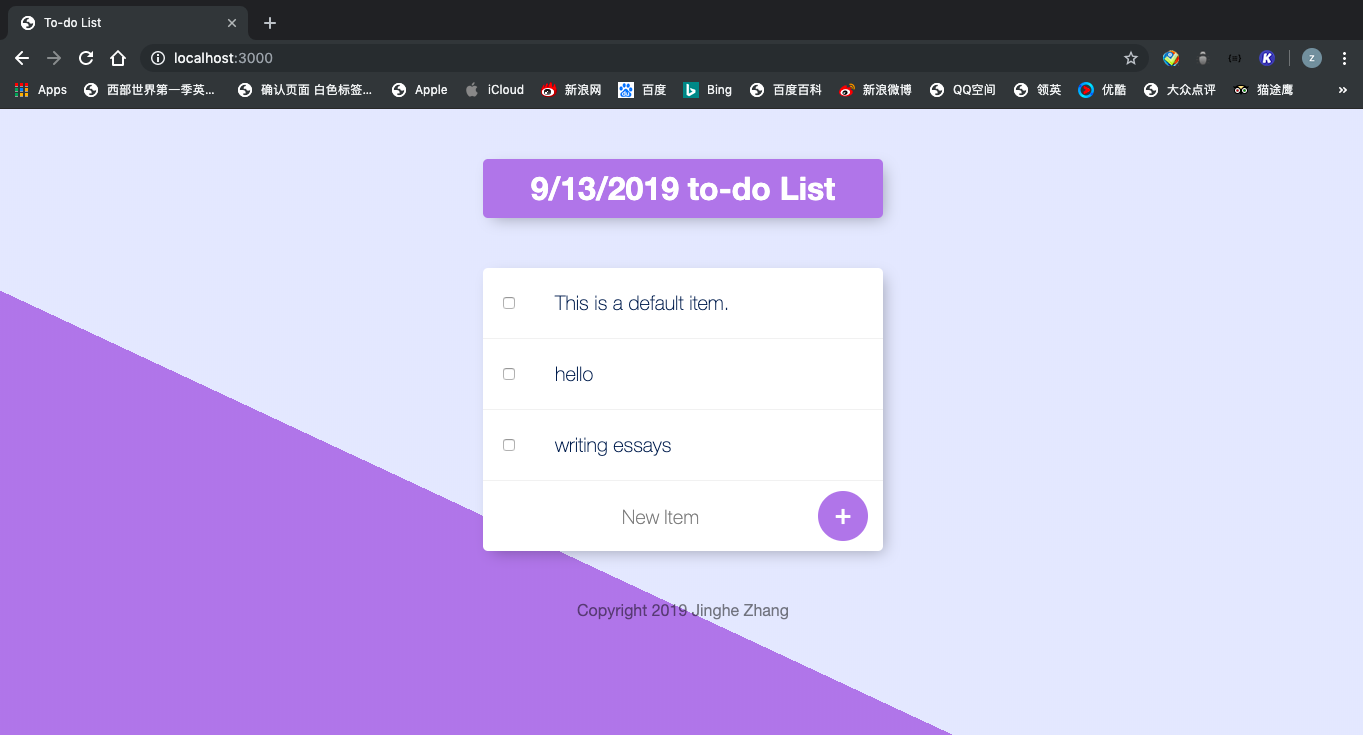 To-do List
localhost:3000
z
Apps 西部世界第一季英... 确认页面 白色标签... Apple iCloud 新浪网 百度 Bing 百度百科 新浪微博 QQ空间 领英 优酷 大众点评 猫途鹰 »
9/13/2019 to-do List
This is a default item.
hello
writing essays
New Item +
Copyright 2019 Jinghe Zhang